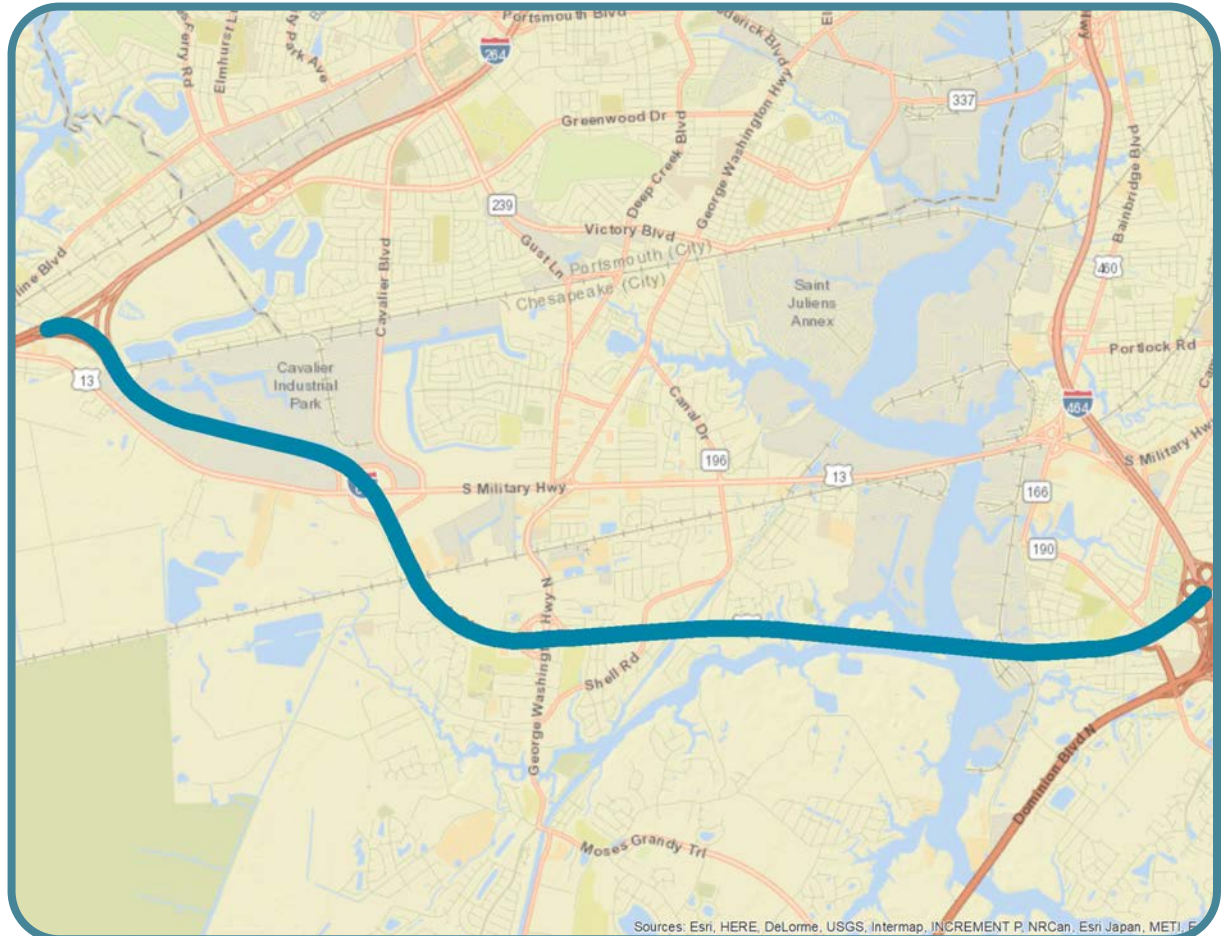 Portsmouth Blvd
Elmhurst
Park Ave
Ferry Rd
264
Hwy
337
Greenwood Dr
George Washington Hwy
Deep Creek Blvd
Bainbridge Blvd
239
Victory Blvd
Gust Ln
Portsmouth (City)
Chesapeake (City)
Cavalier Blvd
line Blvd
460
Saint
Juliens
Annex
Portlock Rd
13
Cavalier
Industrial
Park
Canal Dr
464
196
13
S Military Hwy
S Military Hwy
166
190
George Washington Hwy N
Shell Rd
Dominion Blvd N
Moses Grandy Trl
Sources: Esri, HERE, DeLorme, USGS, Intermap, INCREMENT P, NRCan, Esri Japan, METI,